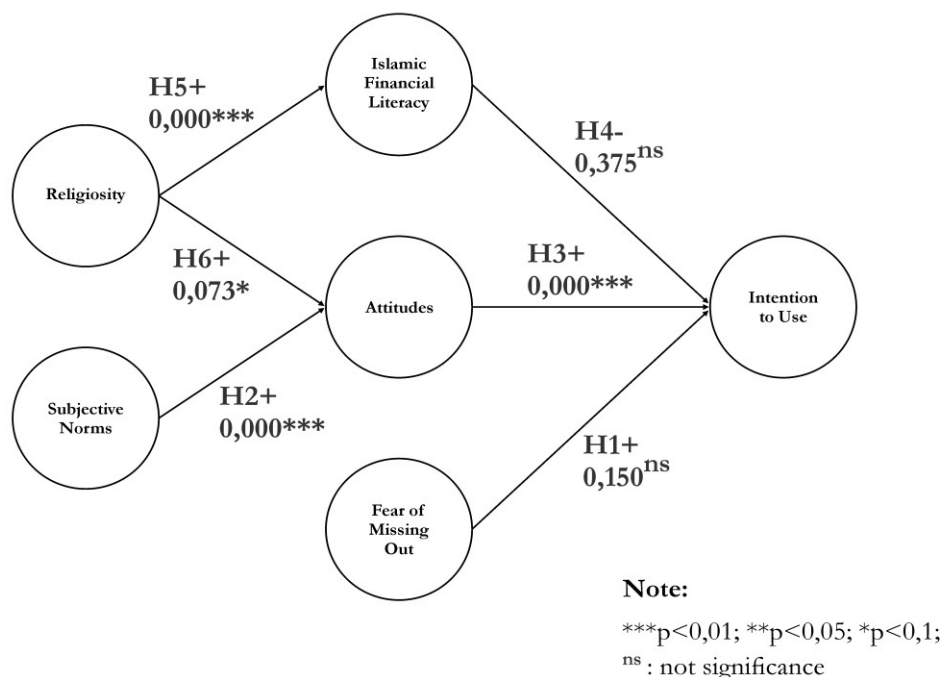 Islamic
Financial
Literacy
H5+
0,000***
H4-
0,375ns
Religiosity
H6+
0,073*
H3+
0,000***
Attitudes
Intention
to Use
H2+
0,000***
Subjective
Norms
H1+
0,150ns
Fear of
Missing
Out
Note:
***p<0,01; **p<0,05; *p<0,1;
ns : not significance